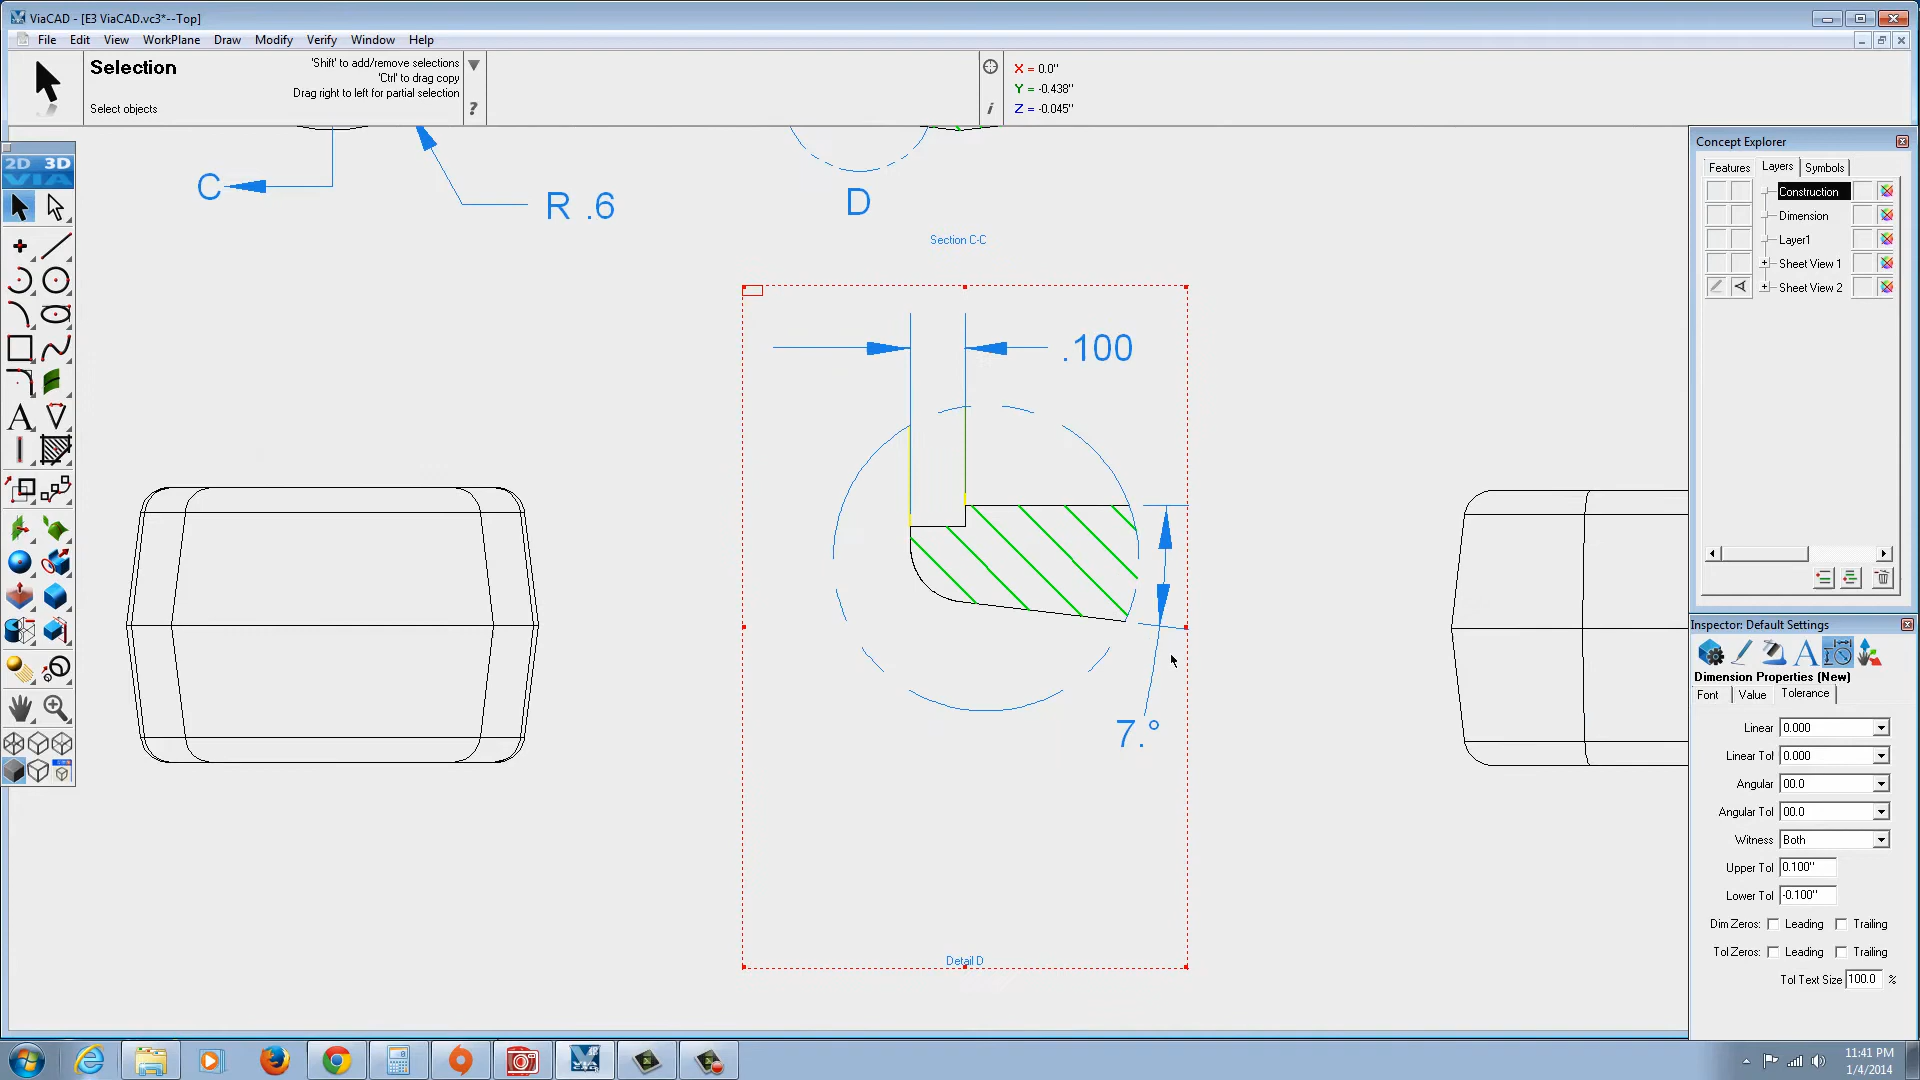 ViaCAD - [E3 ViaCAD.vc3*--Top]
File Edit View WorkPlane Draw Modify Verify Window Help
Selection
'Shift' to add/remove selections
'Ctrl' to drag copy
Drag right to left for partial selection
Select objects
?
i
X = 0.0"
Y = -0.438"
Z = -0.045"
2D 3D
VIA
C
R .6
D
Section C-C
.100
7.°
Detail D
Concept Explorer
Features Layers Symbols
Construction
Dimension
Layer1
Sheet View 1
Sheet View 2
Inspector: Default Settings
Dimension Properties (New)
Font Value Tolerance
Linear 0.000
Linear Tol 0.000
Angular 00.0
Angular Tol 00.0
Witness Both
Upper Tol 0.100"
Lower Tol -0.100"
Dim Zeros: Leading Trailing
Tol Zeros: Leading Trailing
Tol Text Size 100.0 %
11:41 PM
1/4/2014